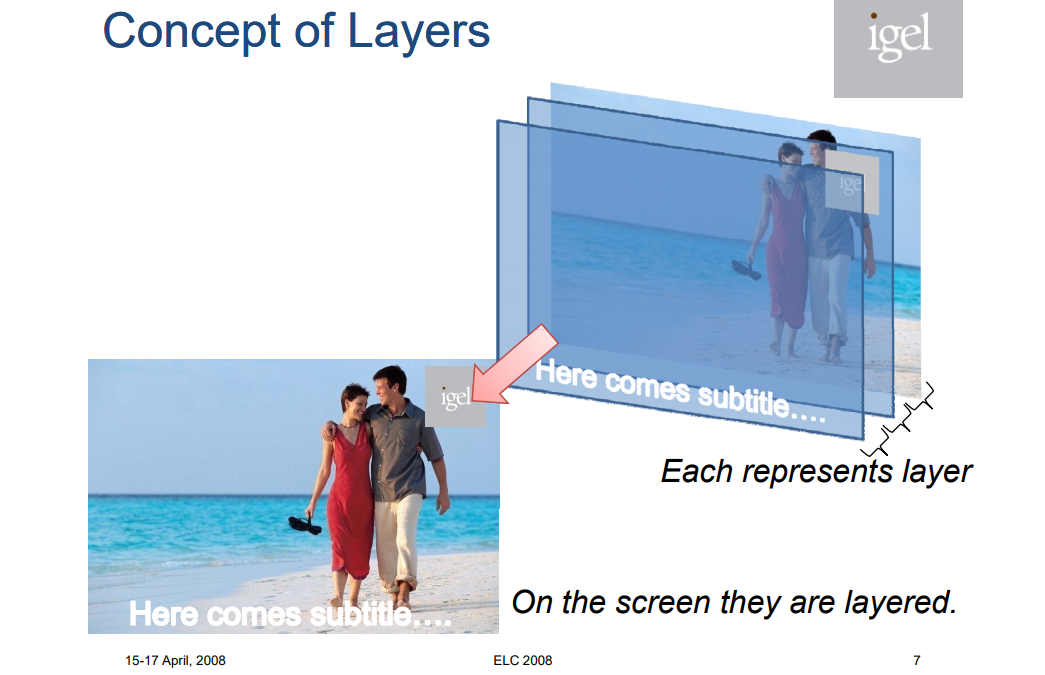 Concept of Layers
igel
igel
Here comes subtitle....
Each represents layer
igel
Here comes subtitle....
On the screen they are layered.
15-17 April, 2008
ELC 2008
7